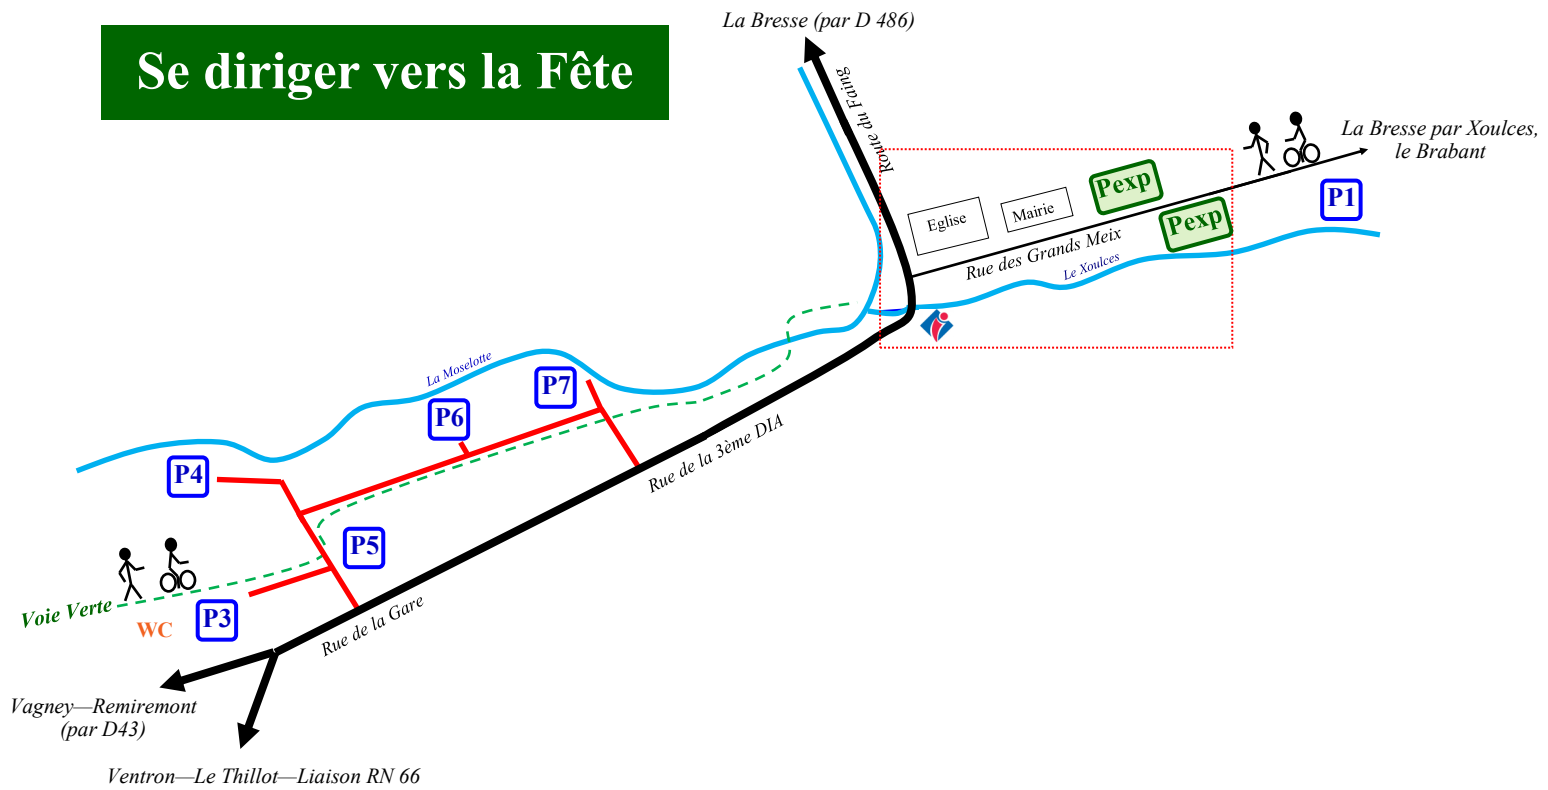 La Bresse (par D 486)
Se diriger vers la Fête
Route du Faing
La Bresse par Xoulces,
le Brabant
P1
Pexp
Pexp
Eglise
Mairie
Rue des Grands Meix
Le Xoulces
La Moselotte
P7
P6
Rue de la 3ème DIA
P4
P5
Voie Verte
WC
P3
Rue de la Gare
Vagney—Remiremont
(par D43)
Ventron—Le Thillot—Liaison RN 66